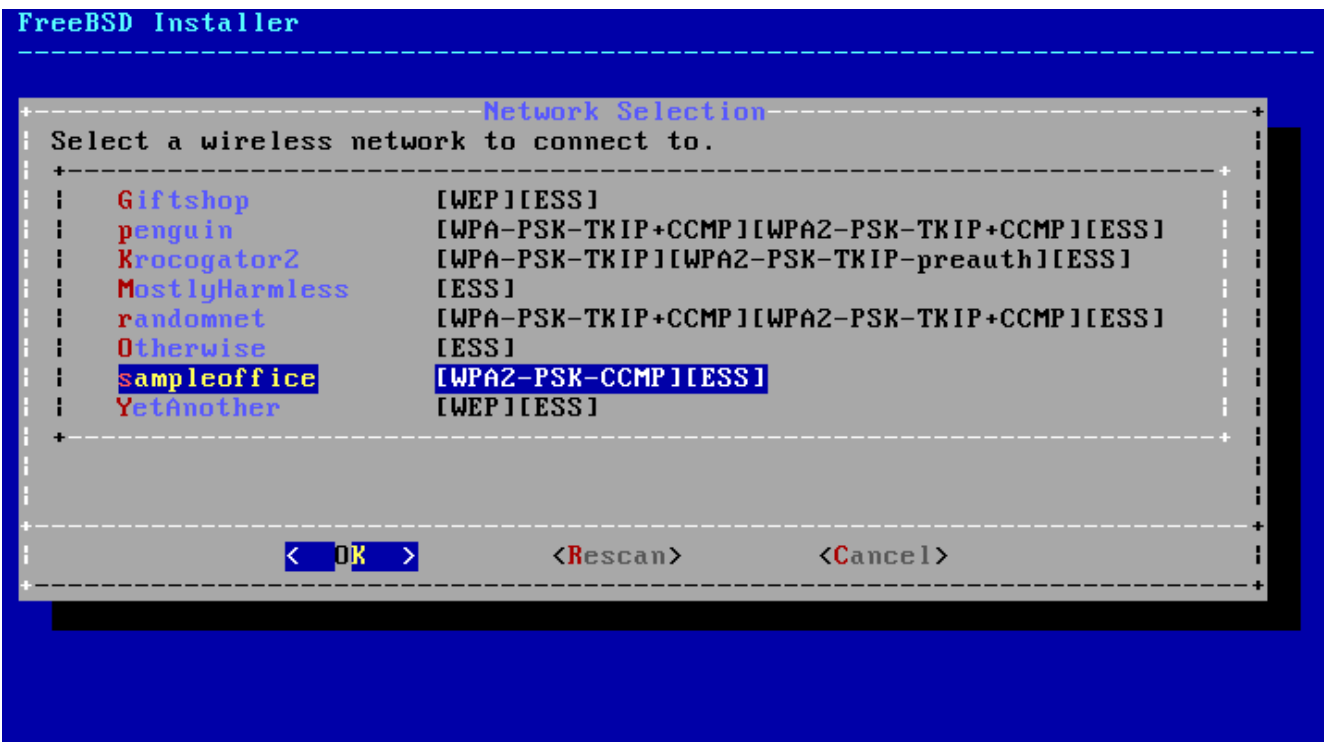 FreeBSD Installer
Network Selection
Select a wireless network to connect to.
Giftshop [WEP][ESS]
penguin [WPA-PSK-TKIP+CCMP][WPA2-PSK-TKIP+CCMP][ESS]
Krocogator2 [WPA-PSK-TKIP][WPA2-PSK-TKIP-preauth][ESS]
MostlyHarmless [ESS]
randomnet [WPA-PSK-TKIP+CCMP][WPA2-PSK-TKIP+CCMP][ESS]
Otherwise [ESS]
sampleoffice [WPA2-PSK-CCMP][ESS]
YetAnother [WEP][ESS]
< OK > <Rescan> <Cancel>